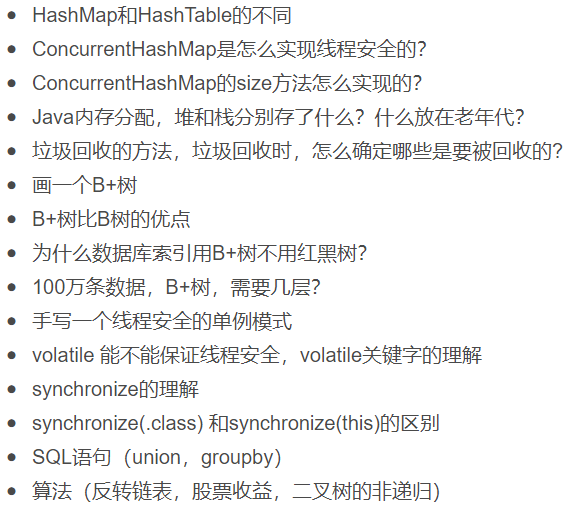 HashMap和HashTable的不同
ConcurrentHashMap是怎么实现线程安全的？
ConcurrentHashMap的size方法怎么实现的？
Java内存分配，堆和栈分别存了什么？什么放在老年代？
垃圾回收的方法，垃圾回收时，怎么确定哪些是要被回收的？
画一个B+树
B+树比B树的优点
为什么数据库索引用B+树不用红黑树？
100万条数据，B+树，需要几层？
手写一个线程安全的单例模式
volatile 能不能保证线程安全，volatile关键字的理解
synchronize的理解
synchronize(.class) 和synchronize(this)的区别
SQL语句（union，groupby）
算法（反转链表，股票收益，二叉树的非递归）